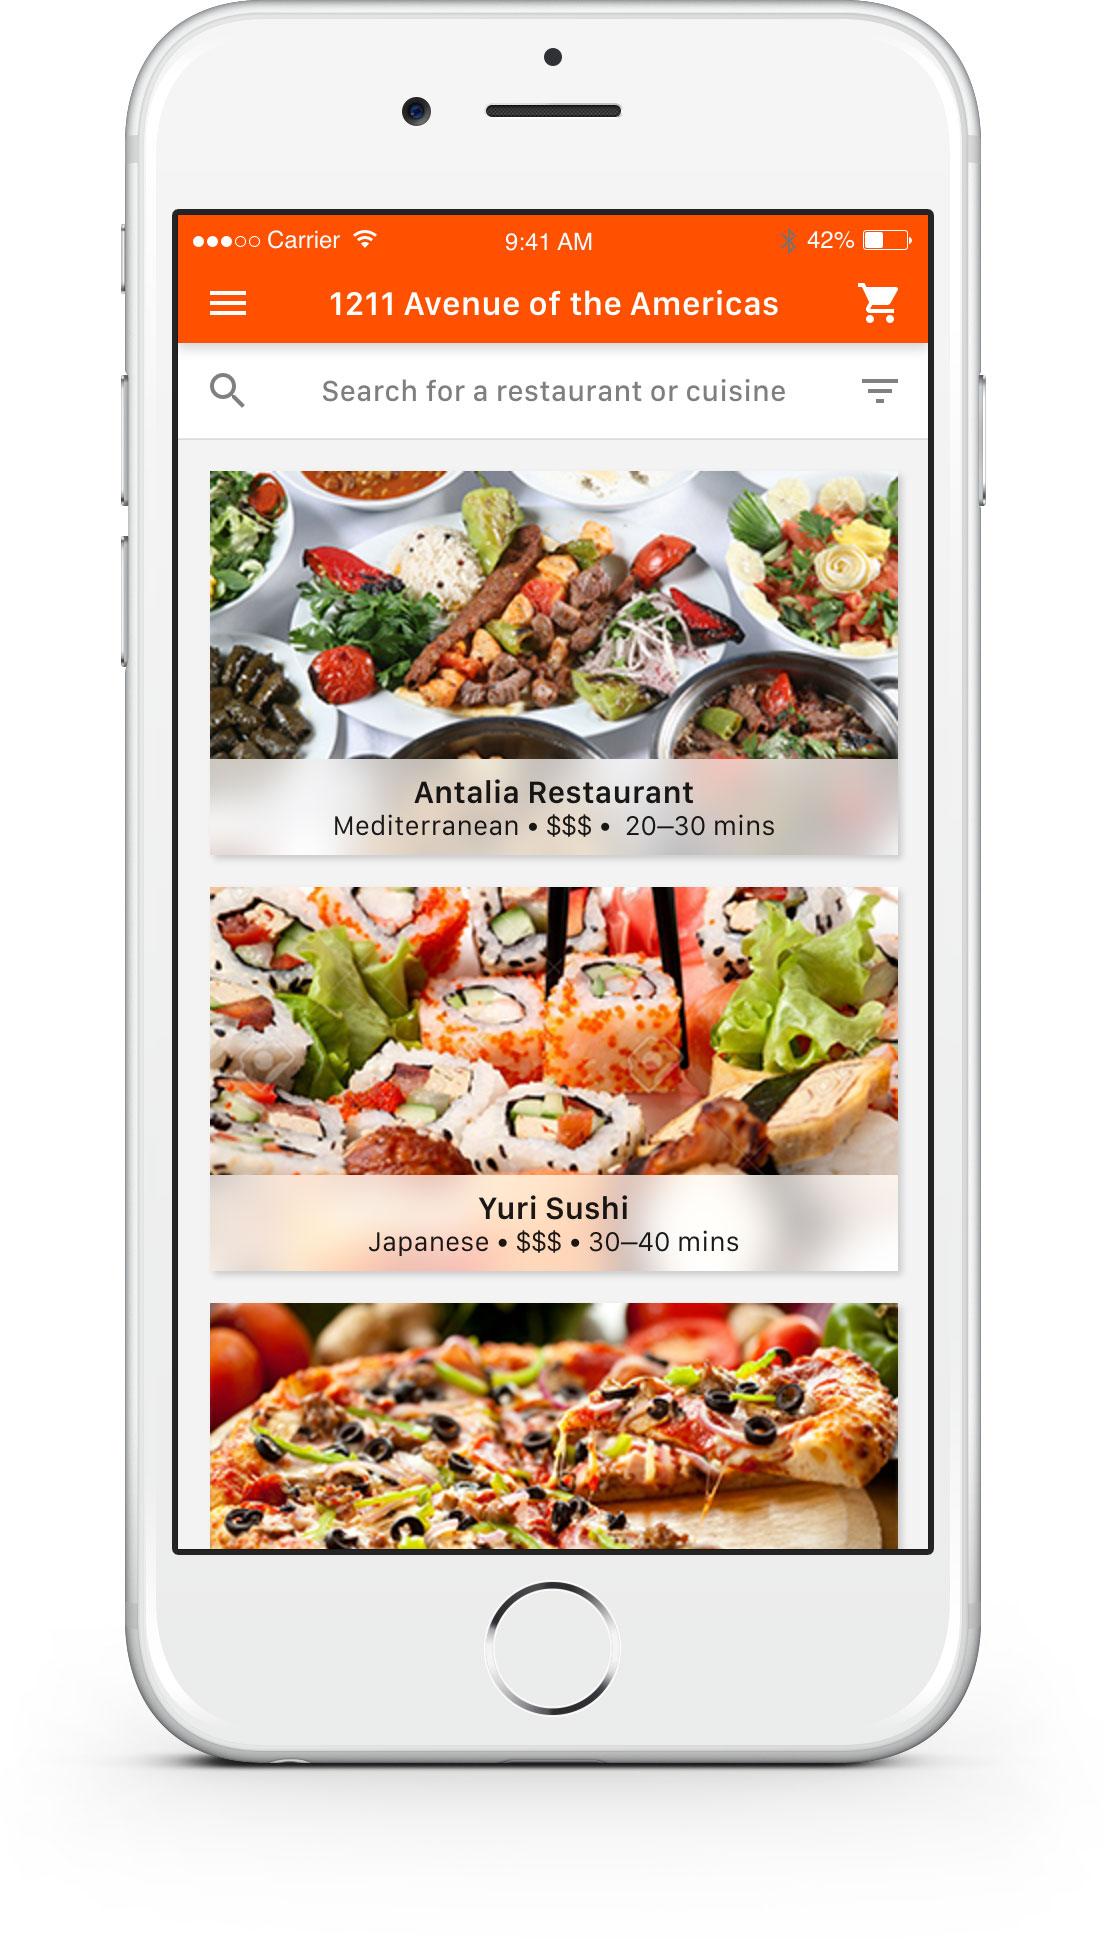 Carrier 9:41 AM 42%
1211 Avenue of the Americas
Search for a restaurant or cuisine
Antalia Restaurant
Mediterranean • $$$ • 20–30 mins
Yuri Sushi
Japanese • $$$ • 30–40 mins